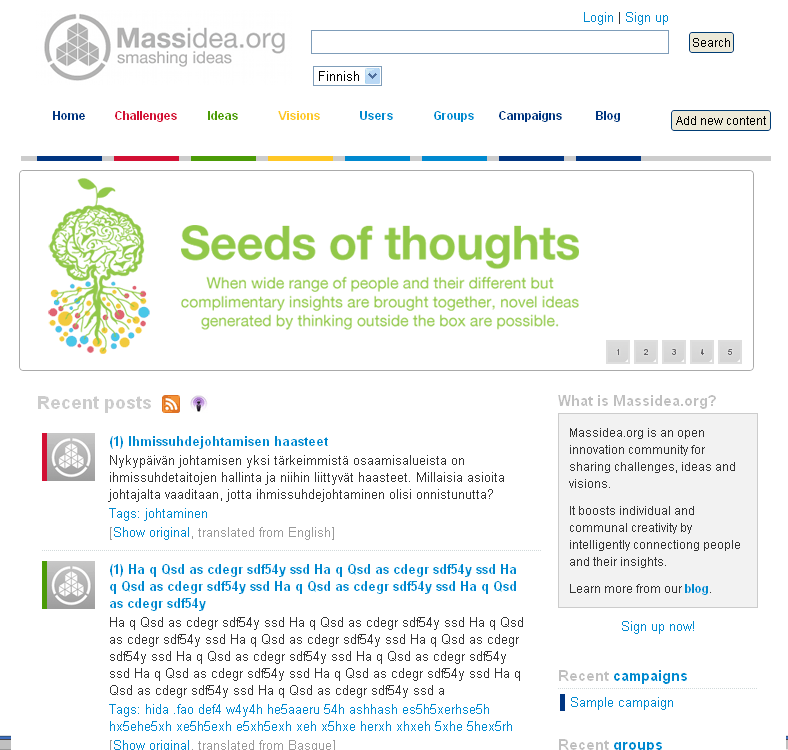 Login | Sign up
Massidea.org
smashing ideas
Search
Finnish
Home Challenges Ideas Visions Users Groups Campaigns Blog
Add new content
Seeds of thoughts
When wide range of people and their different but
complimentary insights are brought together, novel ideas
generated by thinking outside the box are possible.
1 2 3 4 5
Recent posts
(1) Ihmissuhdejohtamisen haasteet
Nykypäivän johtamisen yksi tärkeimmistä osaamisalueista on
ihmissuhdetaitojen hallinta ja niihin liittyvät haasteet. Millaisia asioita
johtajalta vaaditaan, jotta ihmissuhdejohtaminen olisi onnistunutta?
Tags: johtaminen
[Show original, translated from English]
(1) Ha q Qsd as cdegr sdf54y ssd Ha q Qsd as cdegr sdf54y ssd Ha
q Qsd as cdegr sdf54y ssd Ha q Qsd as cdegr sdf54y ssd Ha q Qsd
as cdegr sdf54y
Ha q Qsd as cdegr sdf54y ssd Ha q Qsd as cdegr sdf54y ssd Ha q Qsd
as cdegr sdf54y ssd Ha q Qsd as cdegr sdf54y ssd Ha q Qsd as cdegr
sdf54y ssd Ha q Qsd as cdegr sdf54y ssd Ha q Qsd as cdegr sdf54y
ssd Ha q Qsd as cdegr sdf54y ssd Ha q Qsd as cdegr sdf54y ssd Ha q
Qsd as cdegr sdf54y ssd Ha q Qsd as cdegr sdf54y ssd a
Tags: hida .fao def4 w4y4h he5aaeru 54h ashhash es5h5xerhse5h
hx5ehe5xh xe5h5exh e5xh5exh xeh x5hxe herxh xhxeh 5xhe 5hex5rh
[Show original, translated from Basque]
What is Massidea.org?
Massidea.org is an open
innovation community for
sharing challenges, ideas and
visions.
It boosts individual and
communal creativity by
intelligently connectiong people
and their insights.
Learn more from our blog.
Sign up now!
Recent campaigns
Sample campaign
Recent groups